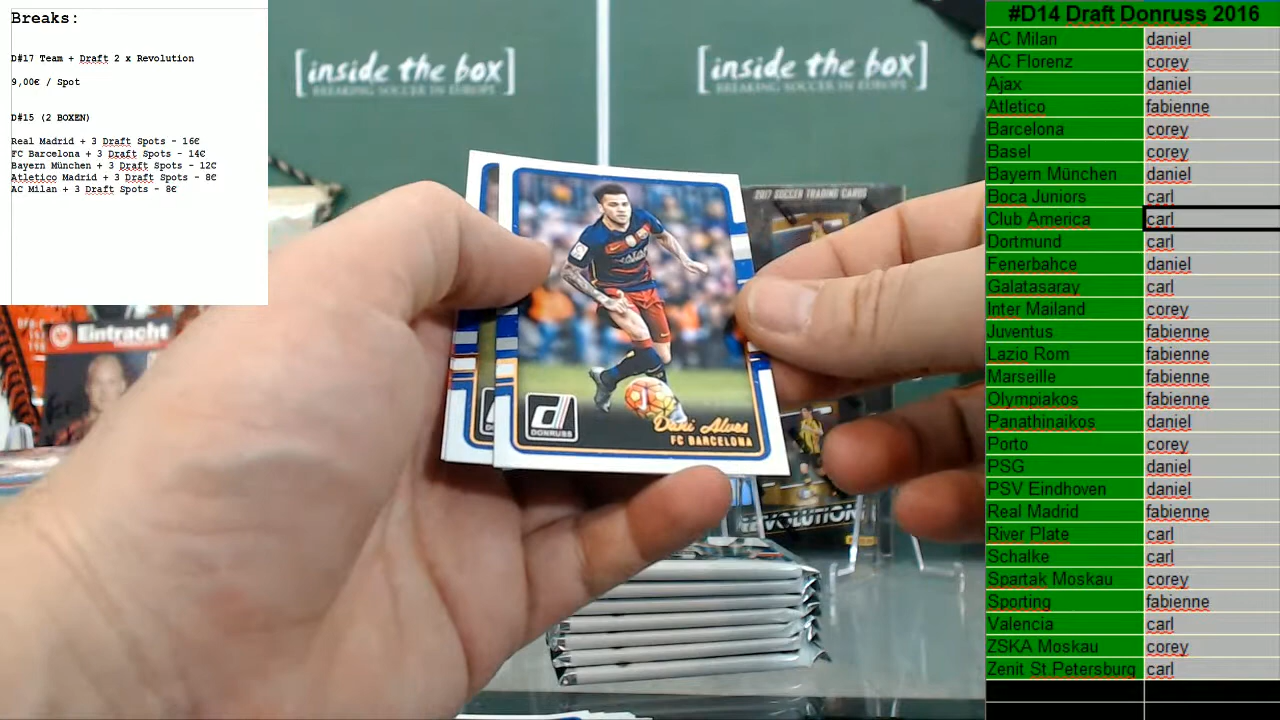 Breaks:
D#17 Team + Draft 2 x Revolution
9,00€ / Spot
D#15 (2 BOXEN)
Real Madrid + 3 Draft Spots - 16€
FC Barcelona + 3 Draft Spots - 14€
Bayern München + 3 Draft Spots - 12€
Atletico Madrid + 3 Draft Spots - 8€
AC Milan + 3 Draft Spots - 8€
[inside the box]
BREAKING SOCCER IN EUROPE
[inside the box]
BREAKING SOCCER IN EUROPE
Eintracht
2017 SOCCER TRADING CARDS
DONRUSS
Dani Alves
FC BARCELONA
REVOLUTION
#D14 Draft Donruss 2016
AC Milan daniel
AC Florenz corey
Ajax daniel
Atletico fabienne
Barcelona corey
Basel corey
Bayern München daniel
Boca Juniors carl
Club America carl
Dortmund carl
Fenerbahce daniel
Galatasaray carl
Inter Mailand corey
Juventus fabienne
Lazio Rom fabienne
Marseille fabienne
Olympiakos fabienne
Panathinaikos daniel
Porto corey
PSG daniel
PSV Eindhoven daniel
Real Madrid fabienne
River Plate carl
Schalke carl
Spartak Moskau corey
Sporting fabienne
Valencia carl
ZSKA Moskau corey
Zenit St.Petersburg carl